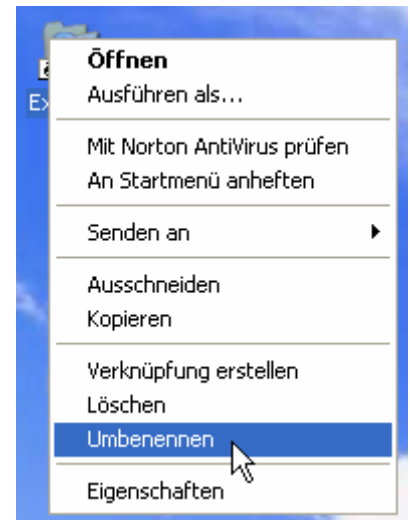 Öffnen
Ausführen als...
Mit Norton AntiVirus prüfen
An Startmenü anheften
Senden an
Ausschneiden
Kopieren
Verknüpfung erstellen
Löschen
Umbenennen
Eigenschaften